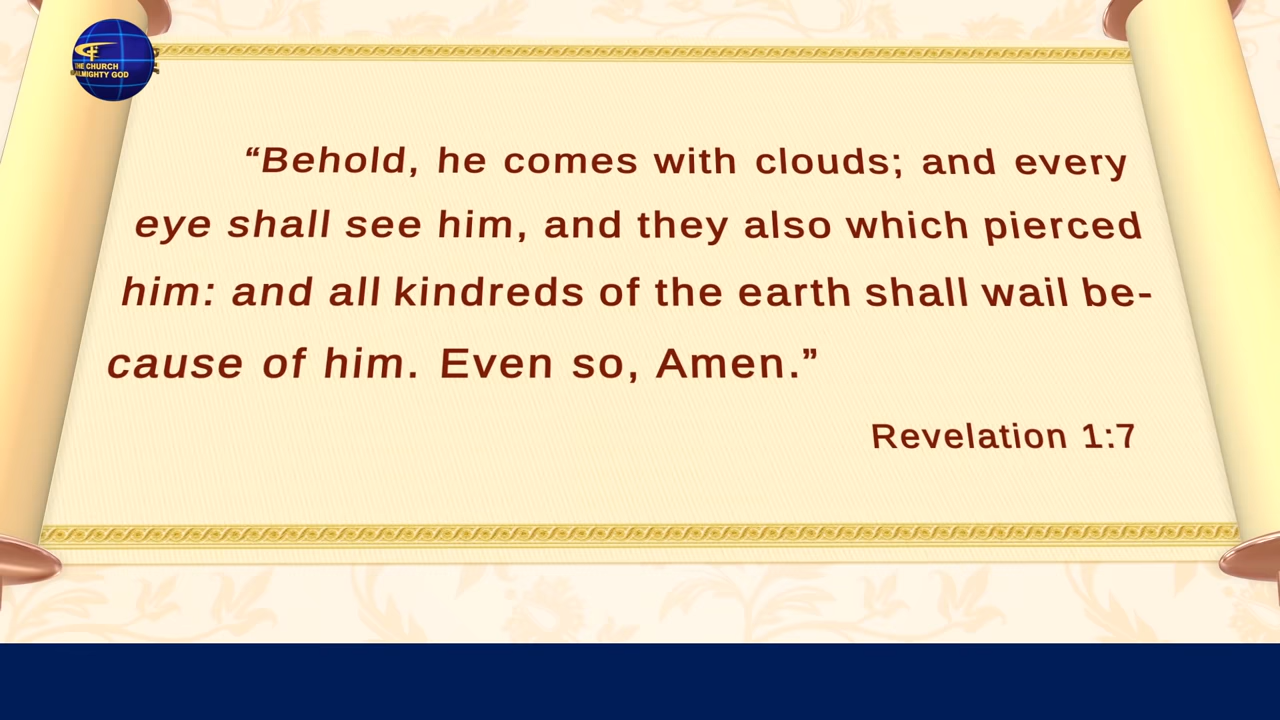 THE CHURCH
ALMIGHTY GOD
“Behold, he comes with clouds; and every
eye shall see him, and they also which pierced
him: and all kindreds of the earth shall wail be-
cause of him. Even so, Amen.”
Revelation 1:7